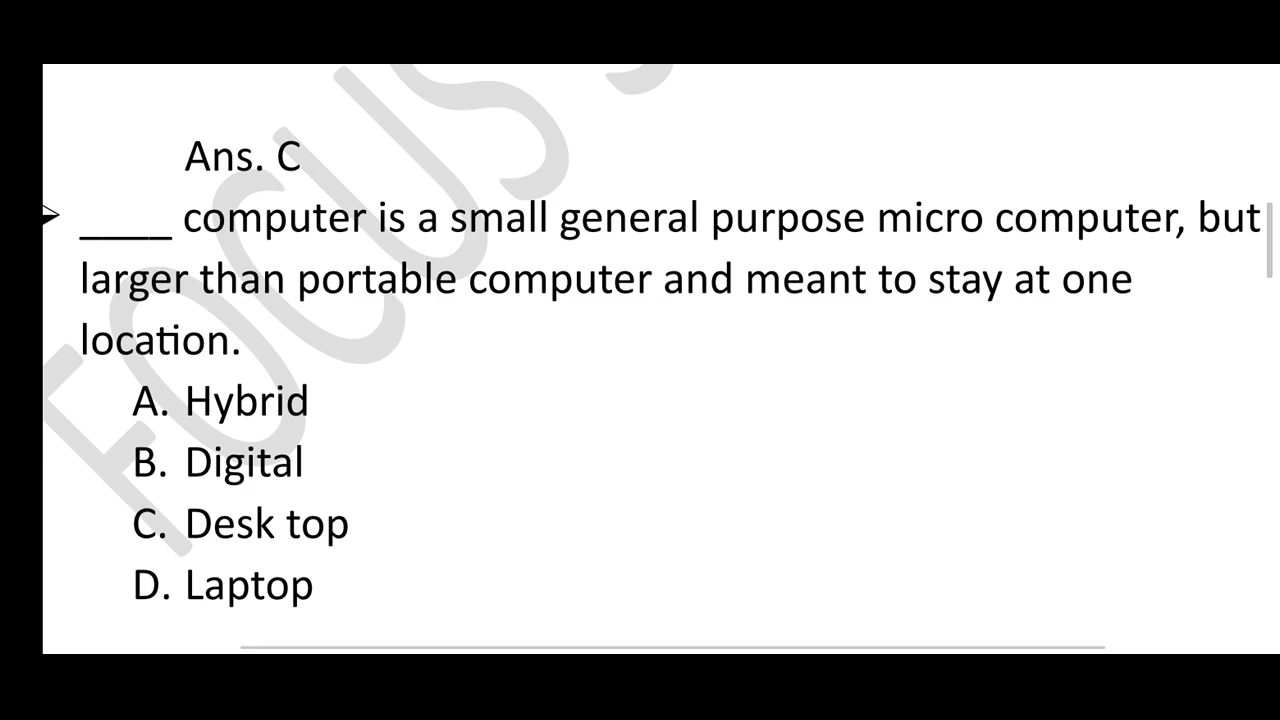 Ans. C
____ computer is a small general purpose micro computer, but
larger than portable computer and meant to stay at one
location.
A. Hybrid
B. Digital
C. Desk top
D. Laptop
FOCUS